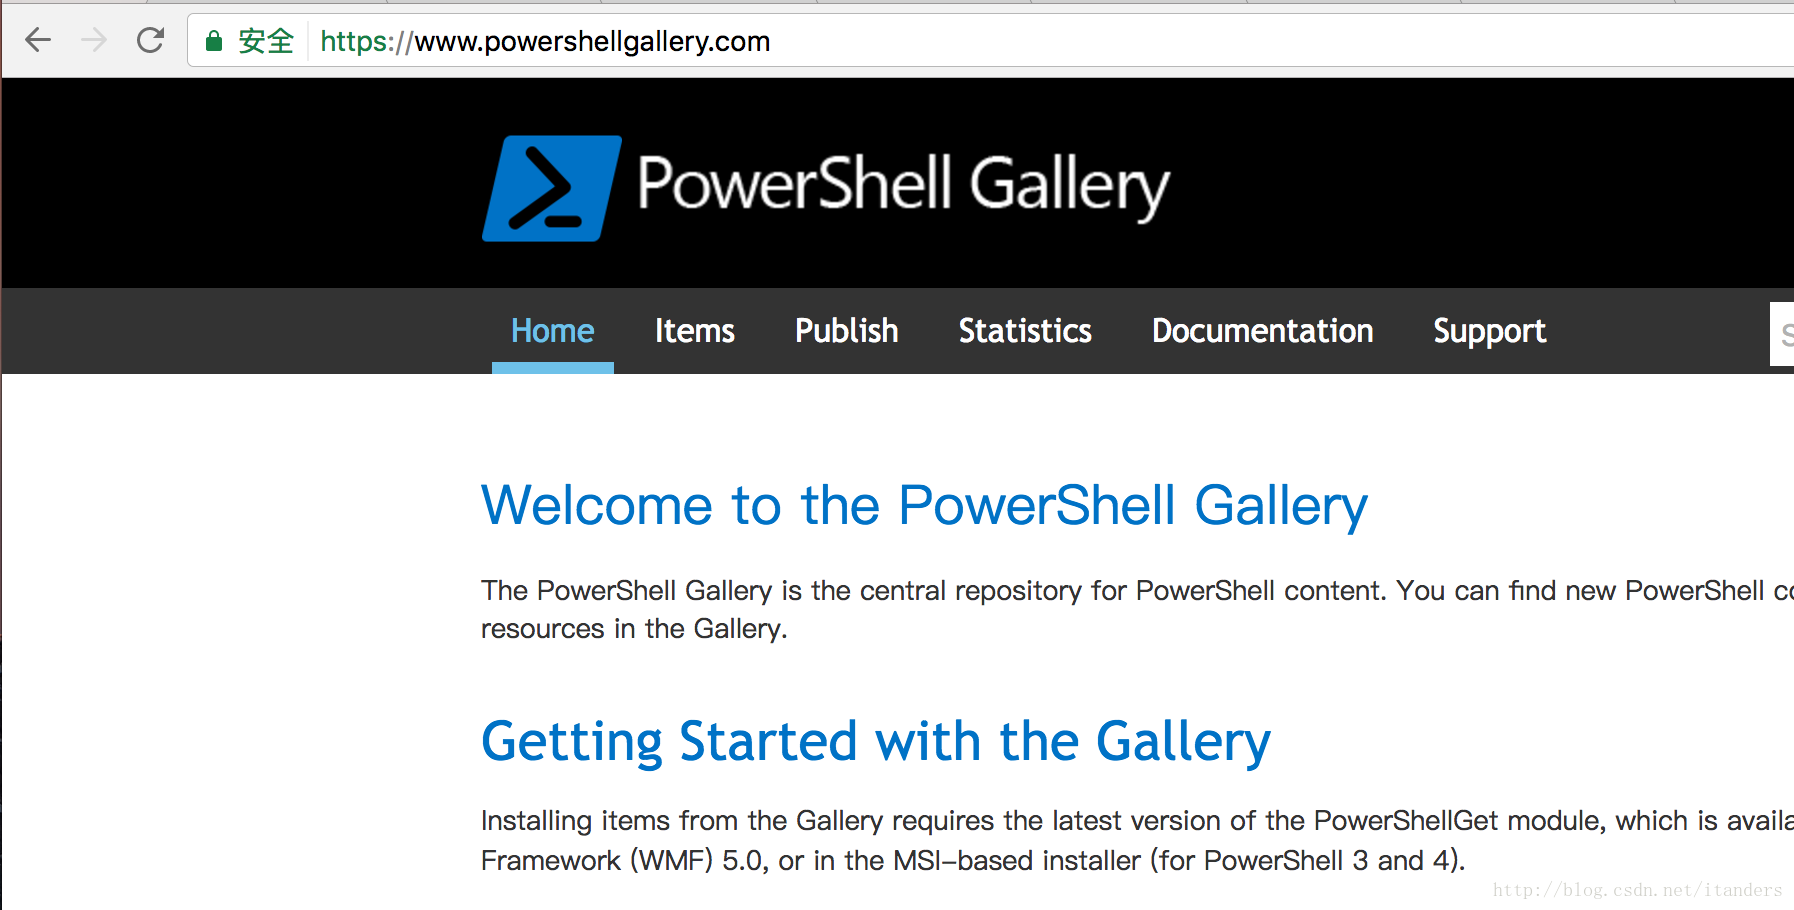 安全 https://www.powershellgallery.com
PowerShell Gallery
Home Items Publish Statistics Documentation Support
Welcome to the PowerShell Gallery
The PowerShell Gallery is the central repository for PowerShell content. You can find new PowerShell
resources in the Gallery.
Getting Started with the Gallery
Installing items from the Gallery requires the latest version of the PowerShellGet module, which is
Framework (WMF) 5.0, or in the MSI-based installer (for PowerShell 3 and 4).
http://blog.csdn.net/itanders